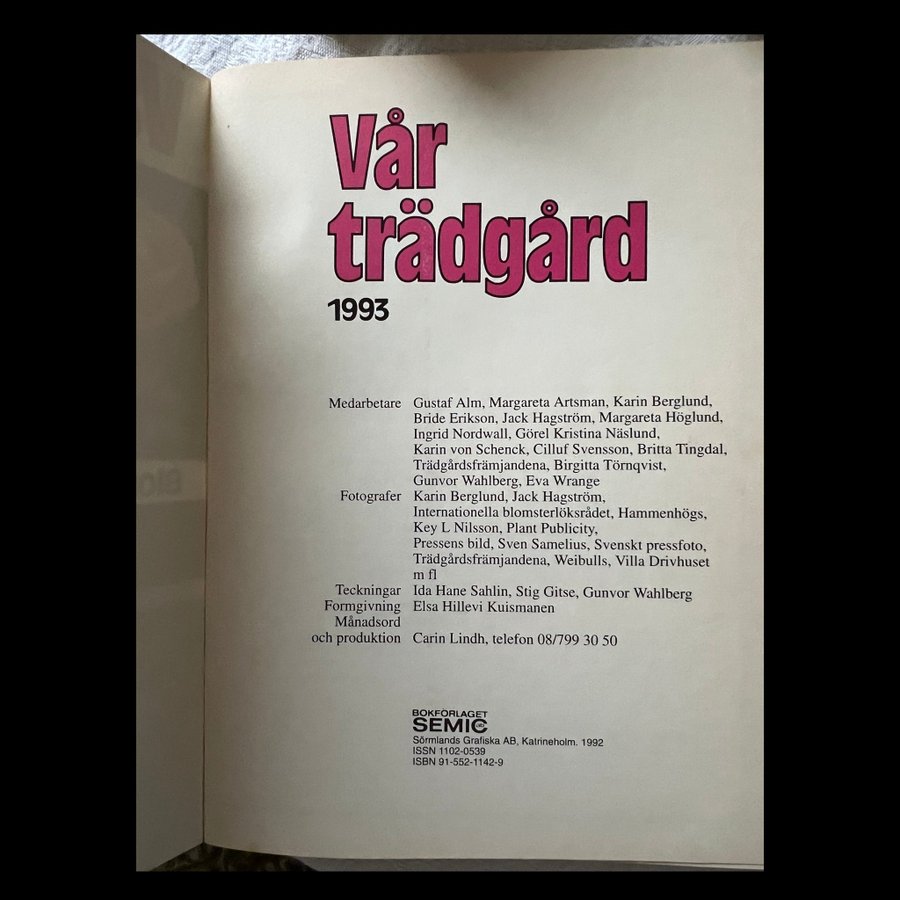 Vår
trädgård
1993
Medarbetare Gustaf Alm, Margareta Artsman, Karin Berglund,
Bride Erikson, Jack Hagström, Margareta Höglund,
Ingrid Nordwall, Görel Kristina Näslund,
Karin von Schenck, Cilluf Svensson, Britta Tingdal,
Trädgårdsfrämjandena, Birgitta Törnqvist,
Gunvor Wahlberg, Eva Wrange
Fotografer Karin Berglund, Jack Hagström,
Internationella blomsterlöksrådet, Hammenhögs,
Key L Nilsson, Plant Publicity,
Pressens bild, Sven Samelius, Svenskt pressfoto,
Trädgårdsfrämjandena, Weibulls, Villa Drivhuset
m fl
Teckningar Ida Hane Sahlin, Stig Gitse, Gunvor Wahlberg
Formgivning Elsa Hillevi Kuismanen
Månadsord
och produktion Carin Lindh, telefon 08/799 30 50
BOKFÖRLAGET
SEMIC
Sörmlands Grafiska AB, Katrineholm. 1992
ISSN 1102-0539
ISBN 91-552-1142-9